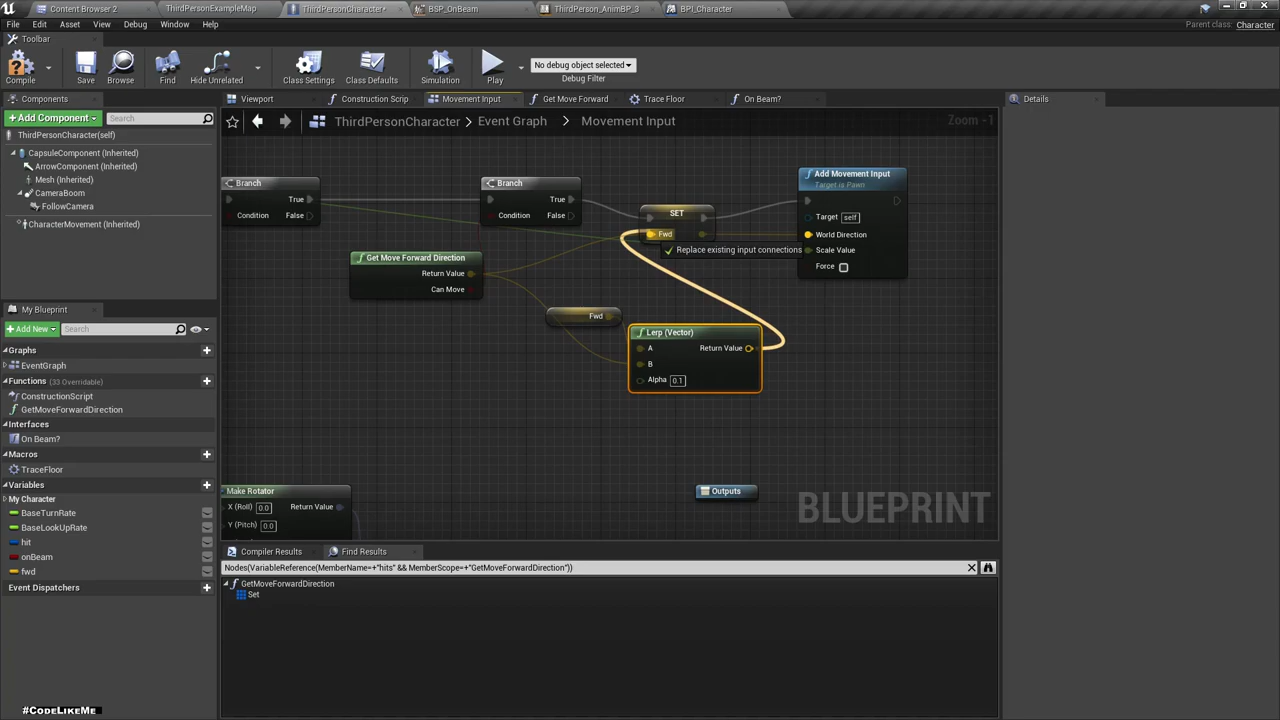 Content Browser 2
ThirdPersonExampleMap
ThirdPersonCharacter*
BSP_OnBeam
ThirdPerson_AnimBP_3
BPI_Character
File
Edit
Asset
View
Debug
Window
Help
Parent class: Character
Toolbar
Compile
Save
Browse
Find
Hide Unrelated
Class Settings
Class Defaults
Simulation
Play
No debug object selected
Debug Filter
Components
Viewport
Construction Scrip
Movement Input
Get Move Forward
Trace Floor
On Beam?
Details
+Add Component
Search
ThirdPersonCharacter > Event Graph > Movement Input
Zoom -1
ThirdPersonCharacter(self)
CapsuleComponent (Inherited)
ArrowComponent (Inherited)
Mesh (Inherited)
CameraBoom
FollowCamera
CharacterMovement (Inherited)
Branch
True
Condition
False
Branch
True
Condition
False
SET
Fwd
Replace existing input connections
Add Movement Input
Target is Pawn
Target
self
World Direction
Scale Value
Force
Get Move Forward Direction
Return Value
Can Move
Fwd
Lerp (Vector)
A
Return Value
B
Alpha
0.1
Make Rotator
X (Roll)
0.0
Return Value
Y (Pitch)
0.0
Outputs
BLUEPRINT
My Blueprint
+Add New
Search
Graphs
EventGraph
Functions (33 Overridable)
ConstructionScript
GetMoveForwardDirection
Interfaces
On Beam?
Macros
TraceFloor
Variables
My Character
BaseTurnRate
BaseLookUpRate
hit
onBeam
fwd
Event Dispatchers
Compiler Results
Find Results
Nodes(VariableReference(MemberName=+"hits" && MemberScope=+"GetMoveForwardDirection"))
GetMoveForwardDirection
Set
#CODELIKEME